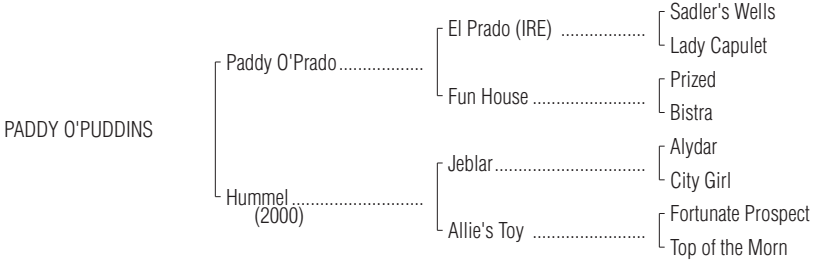 Sadler's Wells
El Prado (IRE) ...................
Lady Capulet
Paddy O'Prado..................
Prized
Fun House ........................
Bistra
PADDY O'PUDDINS
Alydar
Jeblar................................
City Girl
Hummel............................
(2000)
Fortunate Prospect
Allie's Toy ........................
Top of the Morn